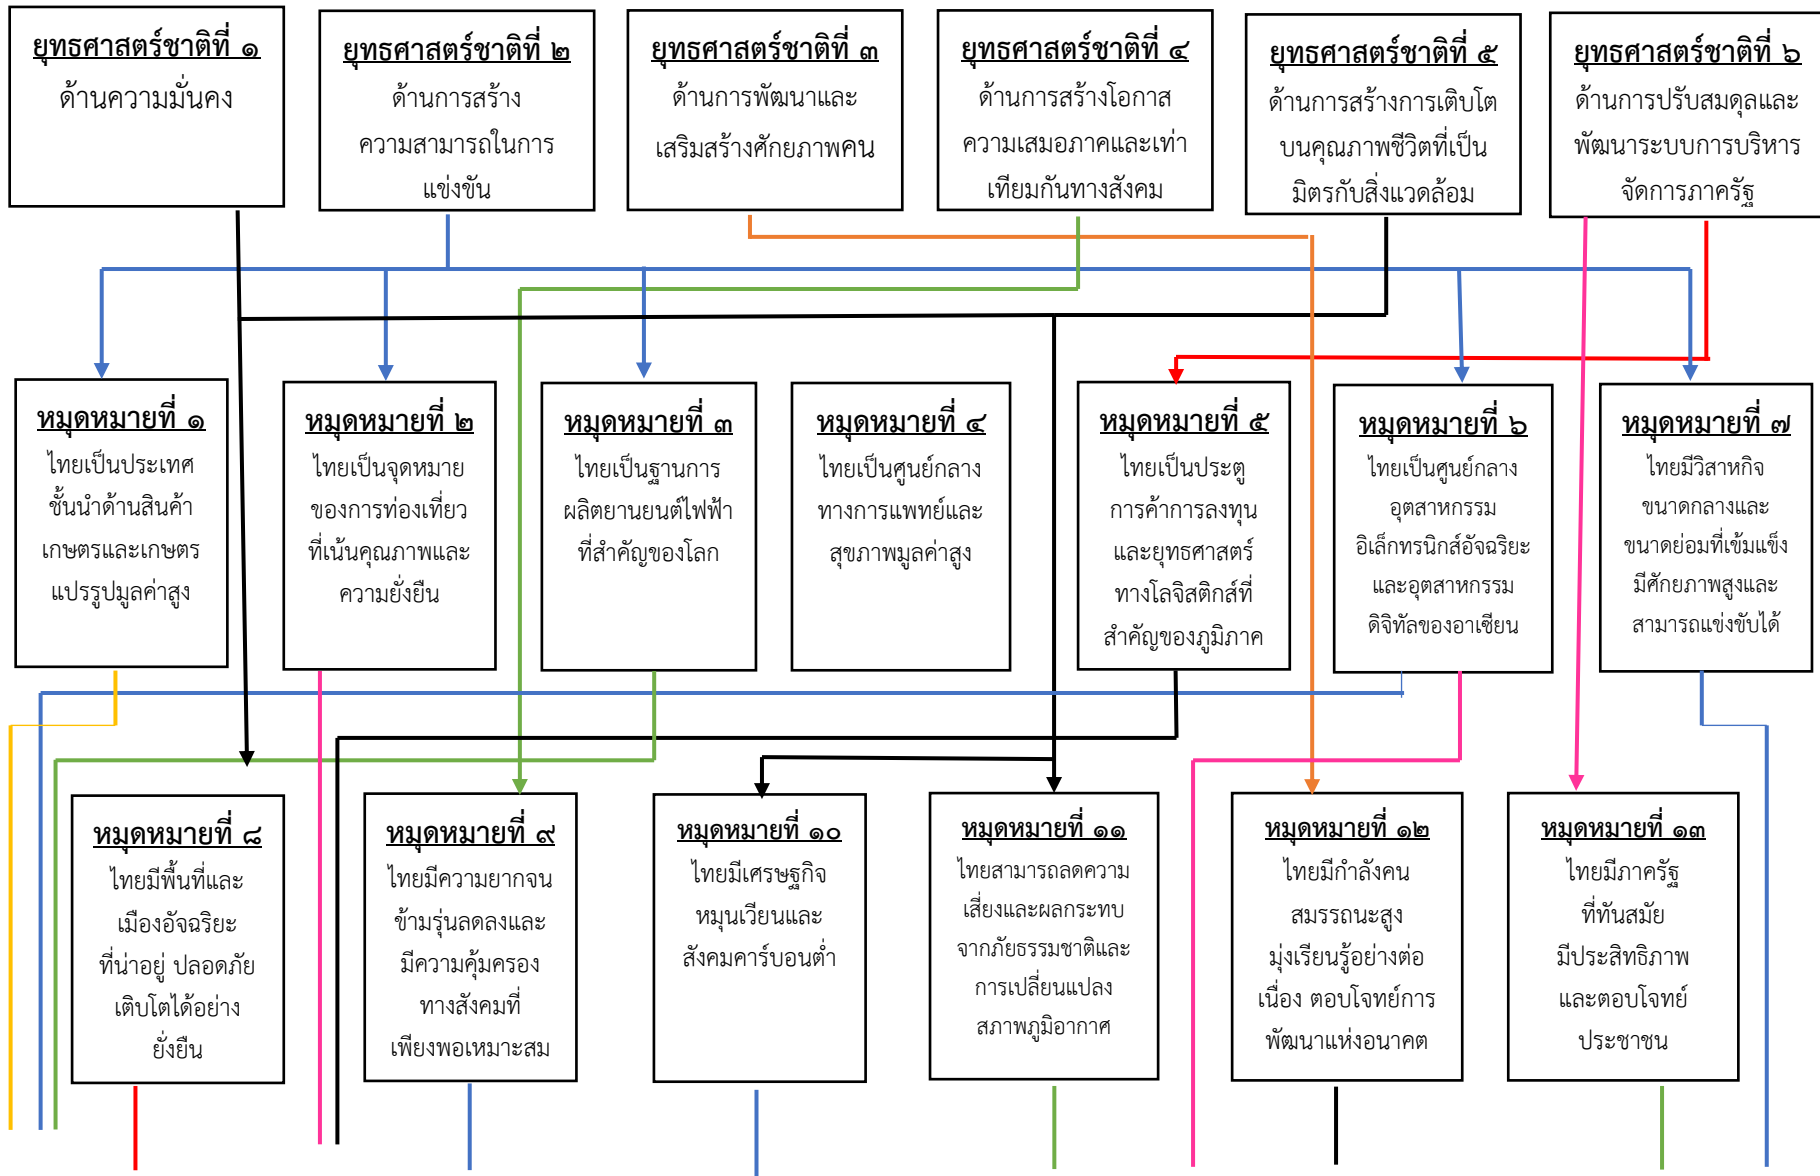 ยุทธศาสตร์ชาติที่ ๑
ด้านความมั่นคง
ยุทธศาสตร์ชาติที่ ๒
ด้านการสร้าง
ความสามารถในการ
แข่งขัน
ยุทธศาสตร์ชาติที่ ๓
ด้านการพัฒนาและ
เสริมสร้างศักยภาพคน
ยุทธศาสตร์ชาติที่ ๔
ด้านการสร้างโอกาส
ความเสมอภาคและเท่า
เทียมกันทางสังคม
ยุทธศาสตร์ชาติที่ ๕
ด้านการสร้างการเติบโต
บนคุณภาพชีวิตที่เป็น
มิตรกับสิ่งแวดล้อม
ยุทธศาสตร์ชาติที่ ๖
ด้านการปรับสมดุลและ
พัฒนาระบบการบริหาร
จัดการภาครัฐ
หมุดหมายที่ ๑
ไทยเป็นประเทศ
ชั้นนำด้านสินค้า
เกษตรและเกษตร
แปรรูปมูลค่าสูง
หมุดหมายที่ ๒
ไทยเป็นจุดหมาย
ของการท่องเที่ยว
ที่เน้นคุณภาพและ
ความยั่งยืน
หมุดหมายที่ ๓
ไทยเป็นฐานการ
ผลิตยานยนต์ไฟฟ้า
ที่สำคัญของโลก
หมุดหมายที่ ๔
ไทยเป็นศูนย์กลาง
ทางการแพทย์และ
สุขภาพมูลค่าสูง
หมุดหมายที่ ๕
ไทยเป็นประตู
การค้าการลงทุน
และยุทธศาสตร์
ทางโลจิสติกส์ที่
สำคัญของภูมิภาค
หมุดหมายที่ ๖
ไทยเป็นศูนย์กลาง
อุตสาหกรรม
อิเล็กทรนิกส์อัจฉริยะ
และอุตสาหกรรม
ดิจิทัลของอาเซียน
หมุดหมายที่ ๗
ไทยมีวิสาหกิจ
ขนาดกลางและ
ขนาดย่อมที่เข้มแข็ง
มีศักยภาพสูงและ
สามารถแข่งขับได้
หมุดหมายที่ ๘
ไทยมีพื้นที่และ
เมืองอัจฉริยะ
ที่น่าอยู่ ปลอดภัย
เติบโตได้อย่าง
ยั่งยืน
หมุดหมายที่ ๙
ไทยมีความยากจน
ข้ามรุ่นลดลงและ
มีความคุ้มครอง
ทางสังคมที่
เพียงพอเหมาะสม
หมุดหมายที่ ๑๐
ไทยมีเศรษฐกิจ
หมุนเวียนและ
สังคมคาร์บอนต่ำ
หมุดหมายที่ ๑๑
ไทยสามารถลดความ
เสี่ยงและผลกระทบ
จากภัยธรรมชาติและ
การเปลี่ยนแปลง
สภาพภูมิอากาศ
หมุดหมายที่ ๑๒
ไทยมีกำลังคน
สมรรถนะสูง
มุ่งเรียนรู้อย่างต่อ
เนื่อง ตอบโจทย์การ
พัฒนาแห่งอนาคต
หมุดหมายที่ ๑๓
ไทยมีภาครัฐ
ที่ทันสมัย
มีประสิทธิภาพ
และตอบโจทย์
ประชาชน